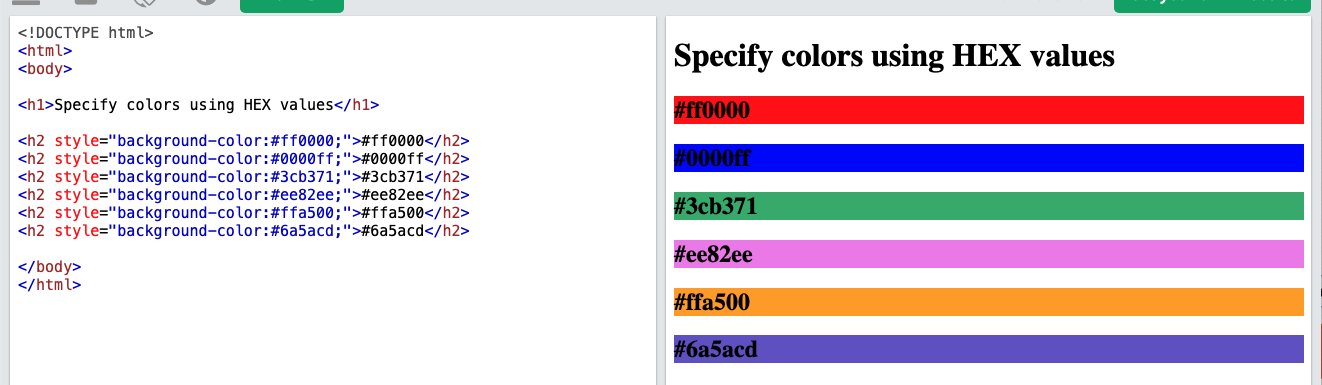 <!DOCTYPE html>
<html>
<body>
<h1>Specify colors using HEX values</h1>
<h2 style="background-color:#ff0000;">#ff0000</h2>
<h2 style="background-color:#0000ff;">#0000ff</h2>
<h2 style="background-color:#3cb371;">#3cb371</h2>
<h2 style="background-color:#ee82ee;">#ee82ee</h2>
<h2 style="background-color:#ffa500;">#ffa500</h2>
<h2 style="background-color:#6a5acd;">#6a5acd</h2>
</body>
</html>
Specify colors using HEX values
#ff0000
#0000ff
#3cb371
#ee82ee
#ffa500
#6a5acd